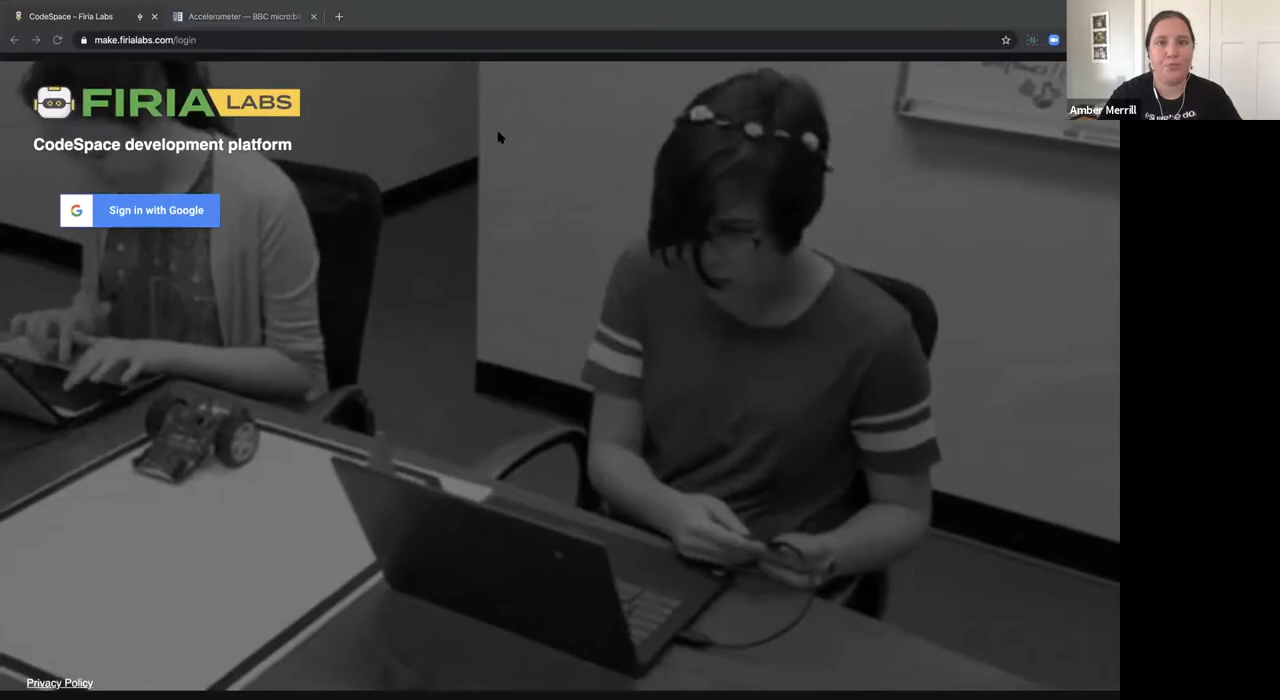 CodeSpace - Firia Labs
Accelerometer — BBC micro:bi
make.firialabs.com/login
Amber Merrill
FIRIA LABS
CodeSpace development platform
G Sign in with Google
Privacy Policy